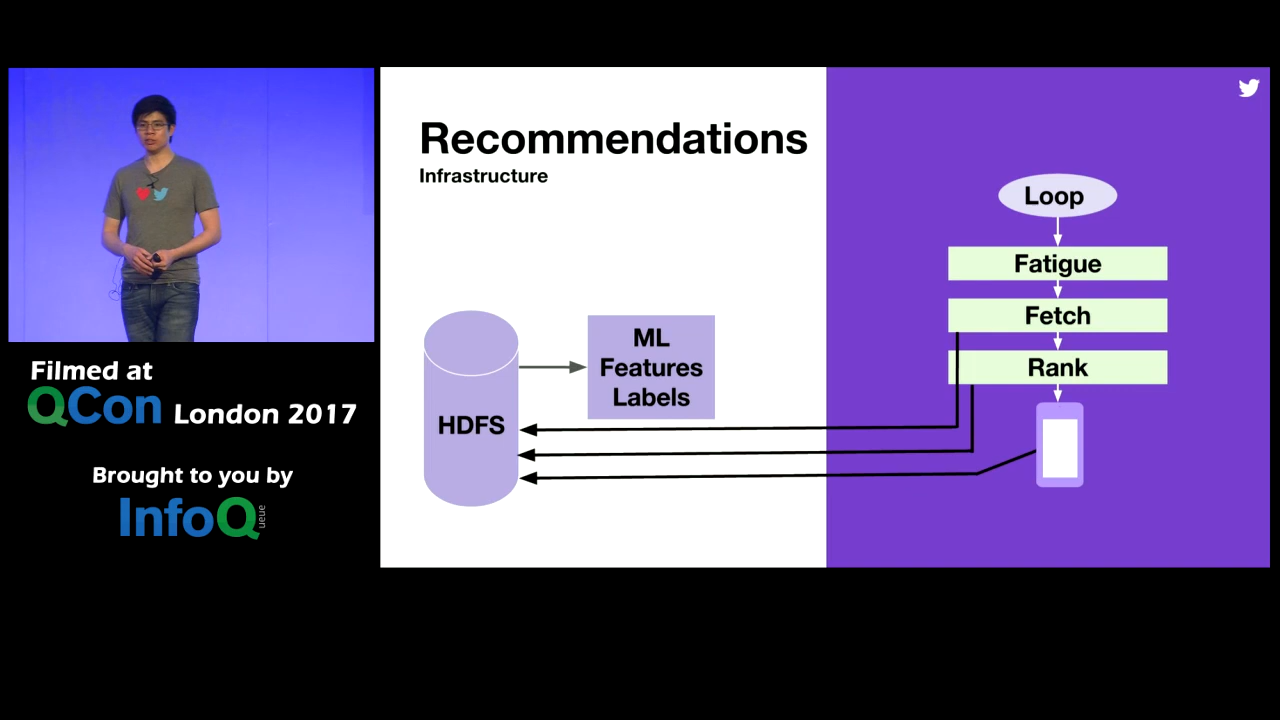 Filmed at
QCon London 2017
Brought to you by
InfoQ
ueue
Recommendations
Infrastructure
HDFS
ML
Features
Labels
Loop
Fatigue
Fetch
Rank